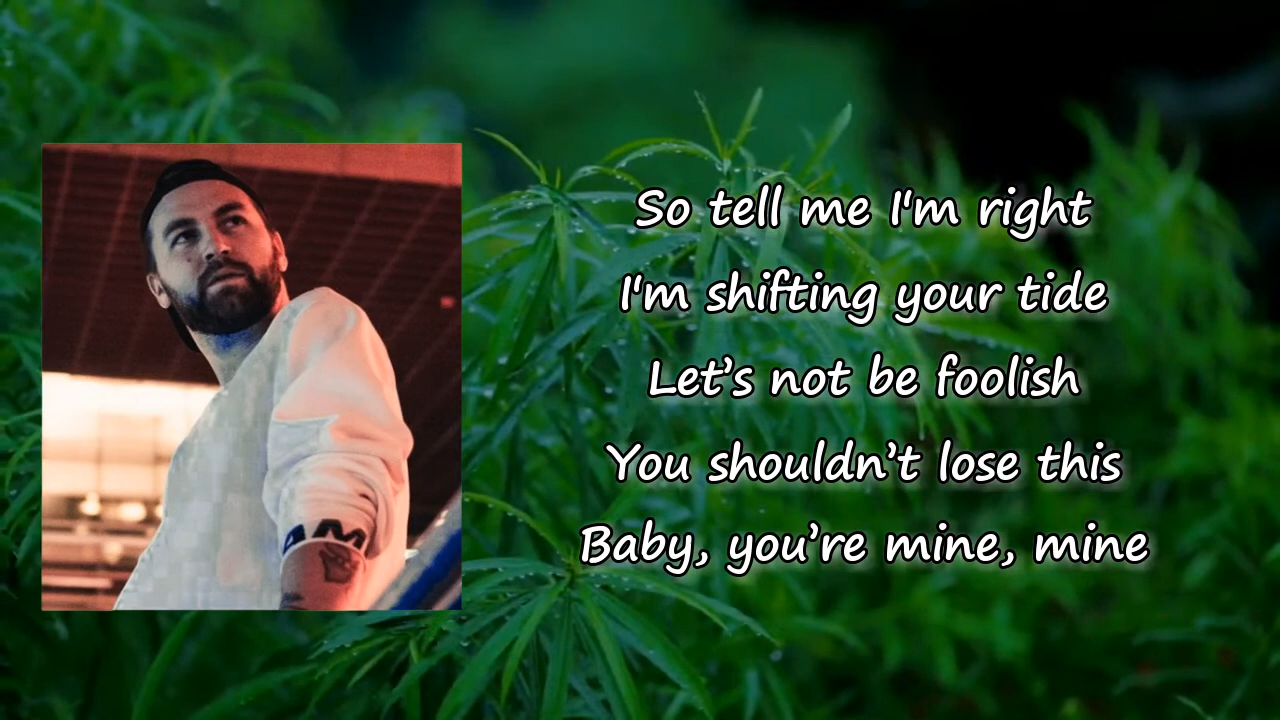 So tell me I'm right
I'm shifting your tide
Let’s not be foolish
You shouldn’t lose this
Baby, you’re mine, mine
AM